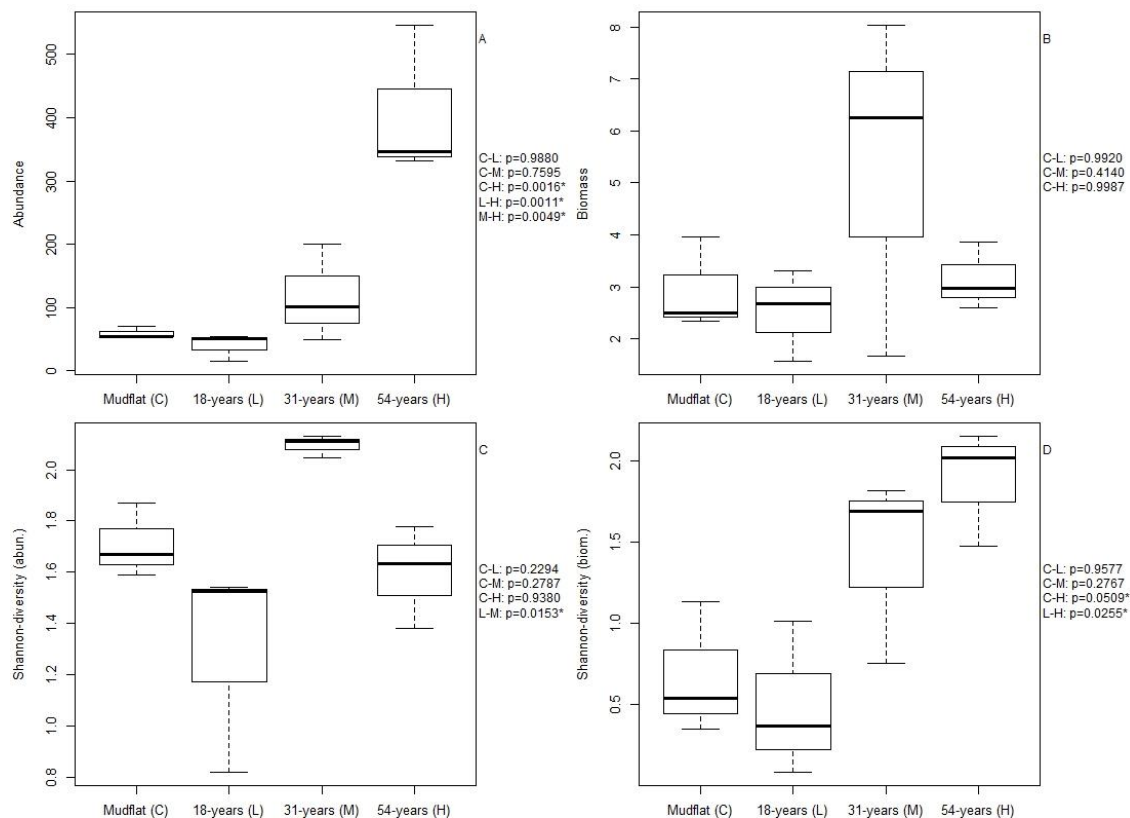 A
Abundance
500
400
300
200
100
0
C-L: p=0.9880
C-M: p=0.7595
C-H: p=0.0016*
L-H: p=0.0011*
M-H: p=0.0049*
Mudflat (C) 18-years (L) 31-years (M) 54-years (H)
B
Biomass
8
7
6
5
4
3
2
C-L: p=0.9920
C-M: p=0.4140
C-H: p=0.9987
Mudflat (C) 18-years (L) 31-years (M) 54-years (H)
C
Shannon-diversity (abun.)
2.0
1.8
1.6
1.4
1.2
1.0
0.8
C-L: p=0.2294
C-M: p=0.2787
C-H: p=0.9380
L-M: p=0.0153*
Mudflat (C) 18-years (L) 31-years (M) 54-years (H)
D
Shannon-diversity (biom.)
2.0
1.5
1.0
0.5
C-L: p=0.9577
C-M: p=0.2767
C-H: p=0.0509*
L-H: p=0.0255*
Mudflat (C) 18-years (L) 31-years (M) 54-years (H)